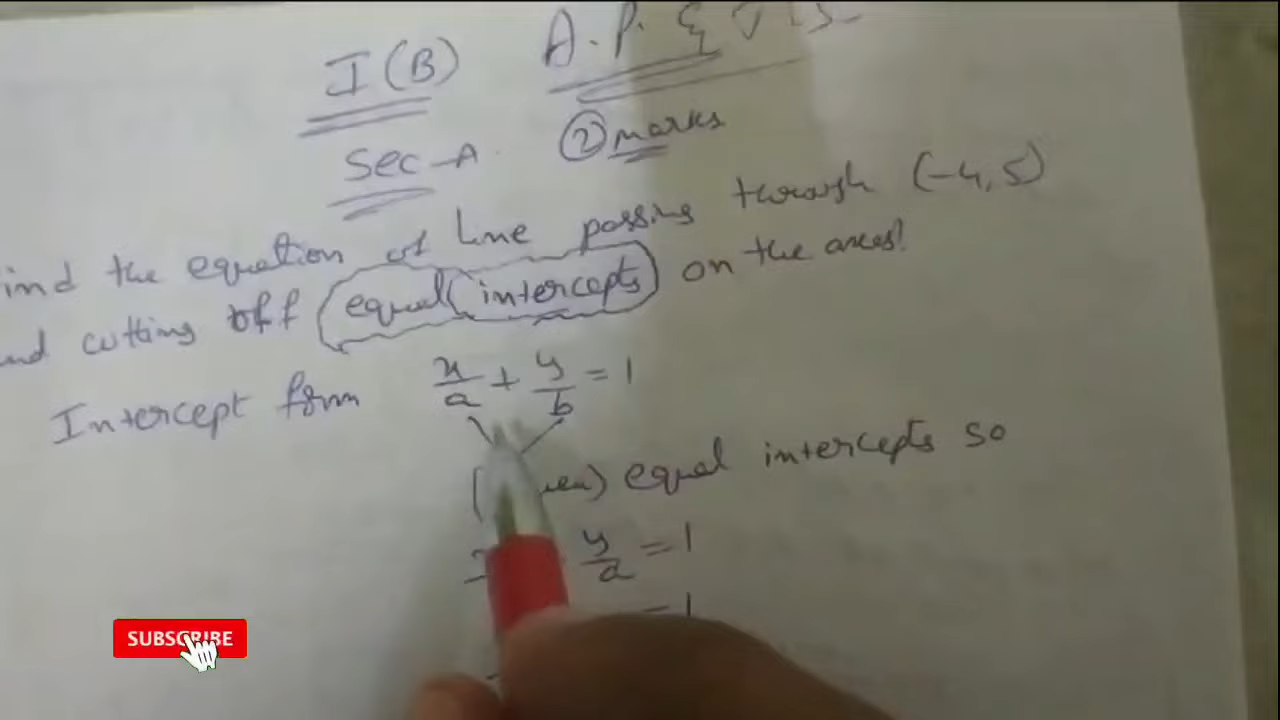 I(B) A.P. &
Sec-A. ② marks
ind the equation of line passing through (-4,5)
nd cutting off equal intercepts on the axes?
Intercept form x/a + y/b = 1
equal intercepts so
y/a = 1
= 1
SUBSCRIBE